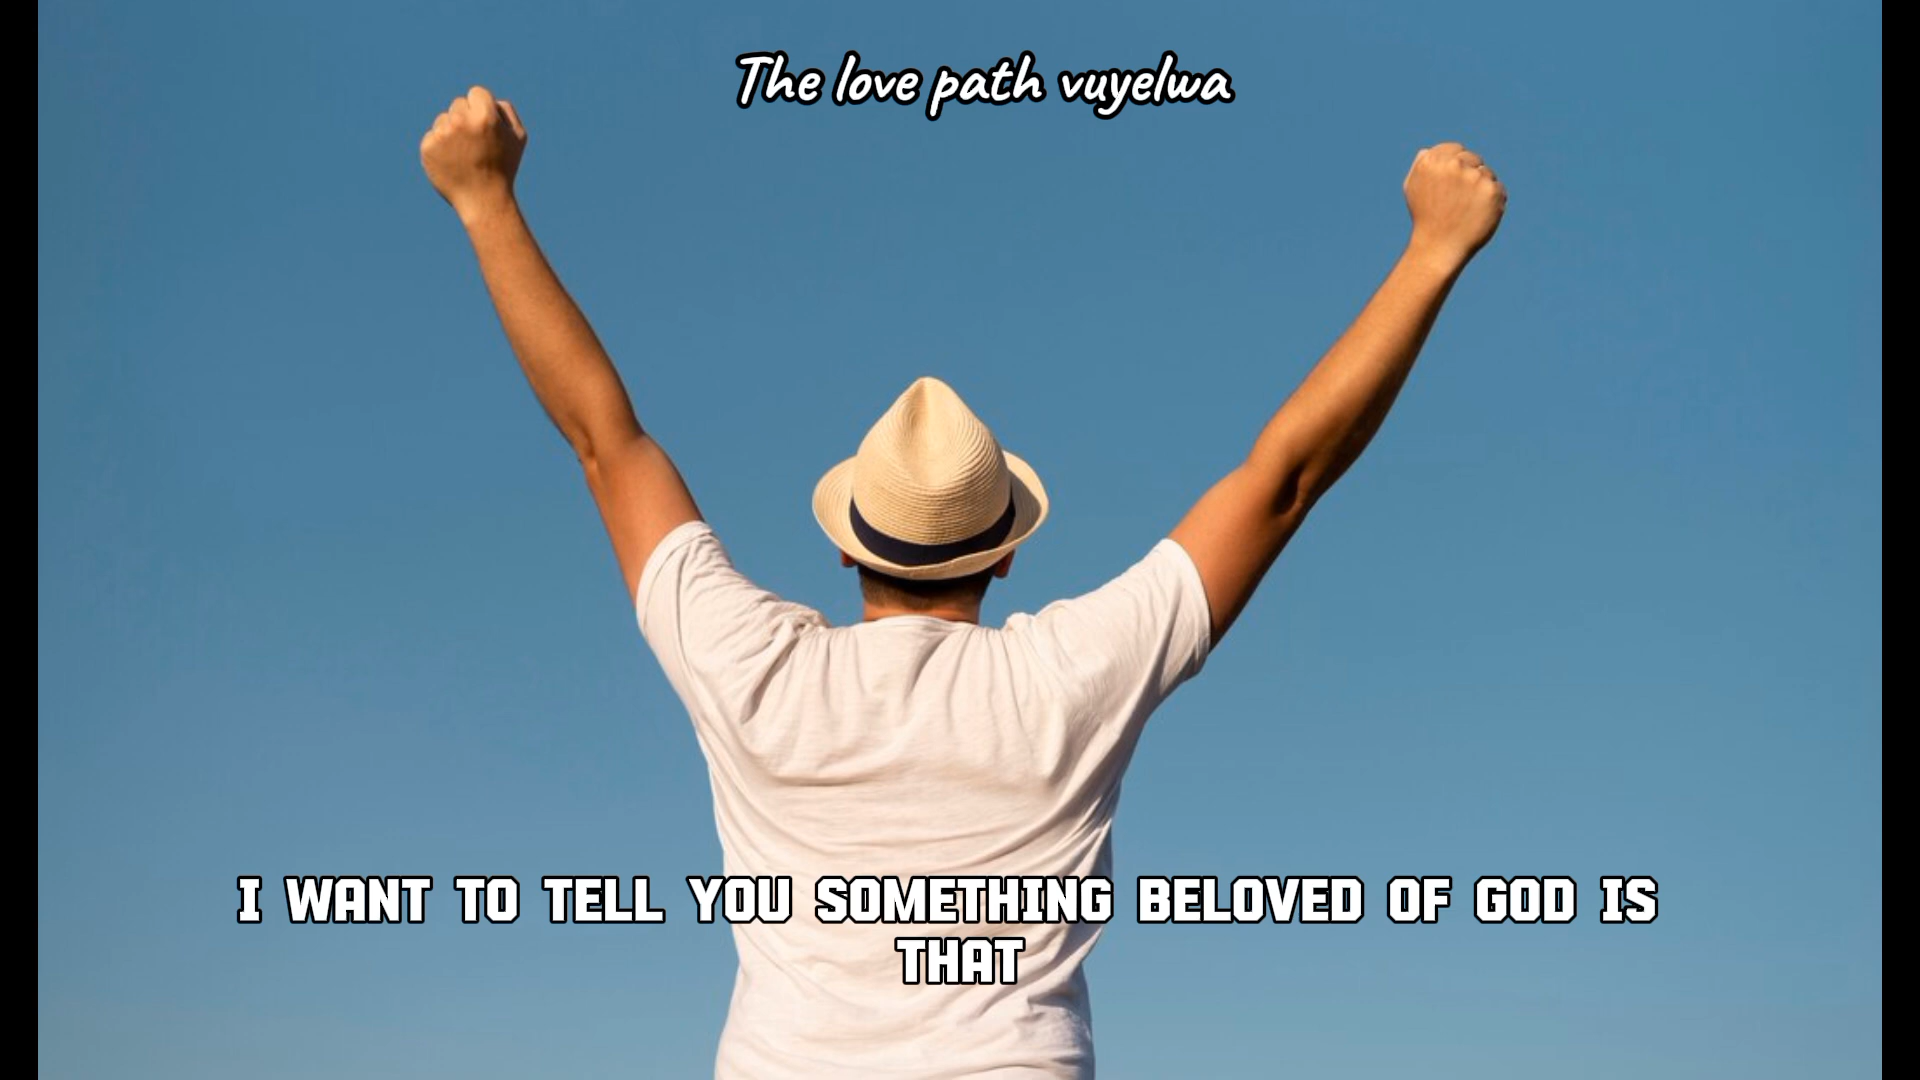 The love path vuyelwa
I WANT TO TELL YOU SOMETHING BELOVED OF GOD IS
THAT